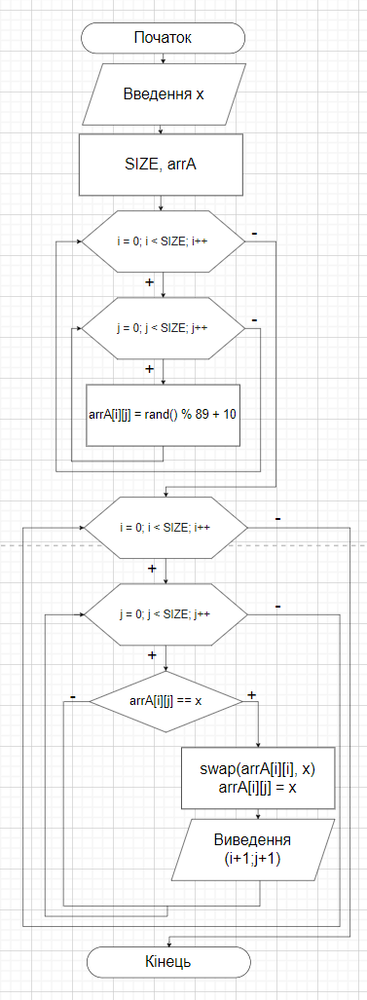 Початок
Введення x
SIZE, arrA
i = 0; i < SIZE; i++
-
+
j = 0; j < SIZE; j++
-
+
arrA[i][j] = rand() % 89 + 10
i = 0; i < SIZE; i++
-
+
j = 0; j < SIZE; j++
-
+
arrA[i][j] == x
-
+
swap(arrA[i][i], x)
arrA[i][j] = x
Виведення
(i+1;j+1)
Кінець